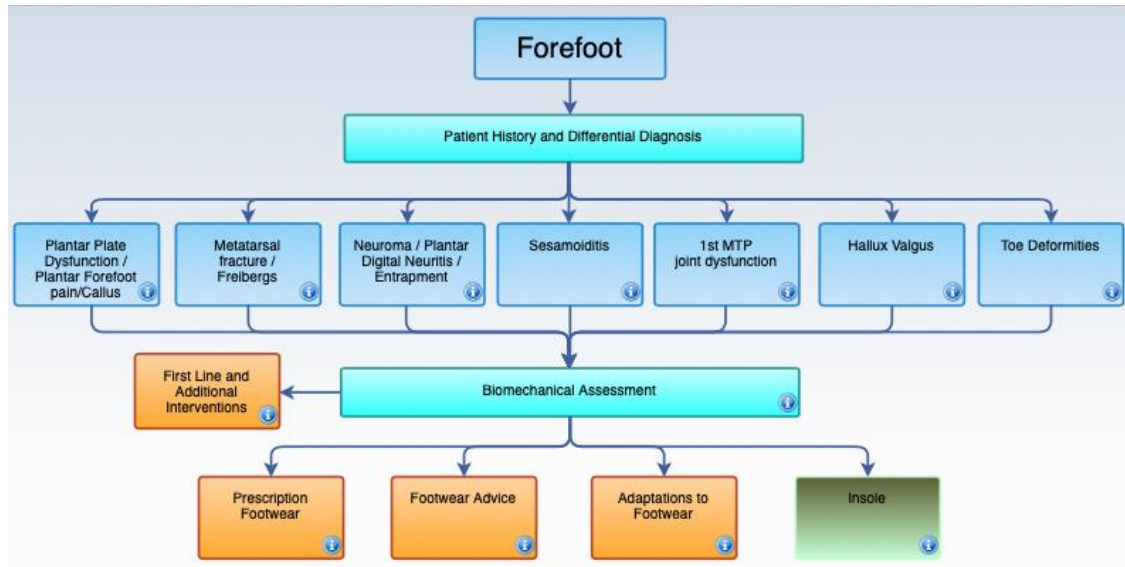 Forefoot
Patient History and Differential Diagnosis
Plantar Plate
Dysfunction /
Plantar Forefoot
pain/Callus
Metatarsal
fracture /
Freibergs
Neuroma / Plantar
Digital Neuritis /
Entrapment
Sesamoiditis
1st MTP
joint dysfunction
Hallux Valgus
Toe Deformities
First Line and
Additional
Interventions
Biomechanical Assessment
Prescription
Footwear
Footwear Advice
Adaptations to
Footwear
Insole